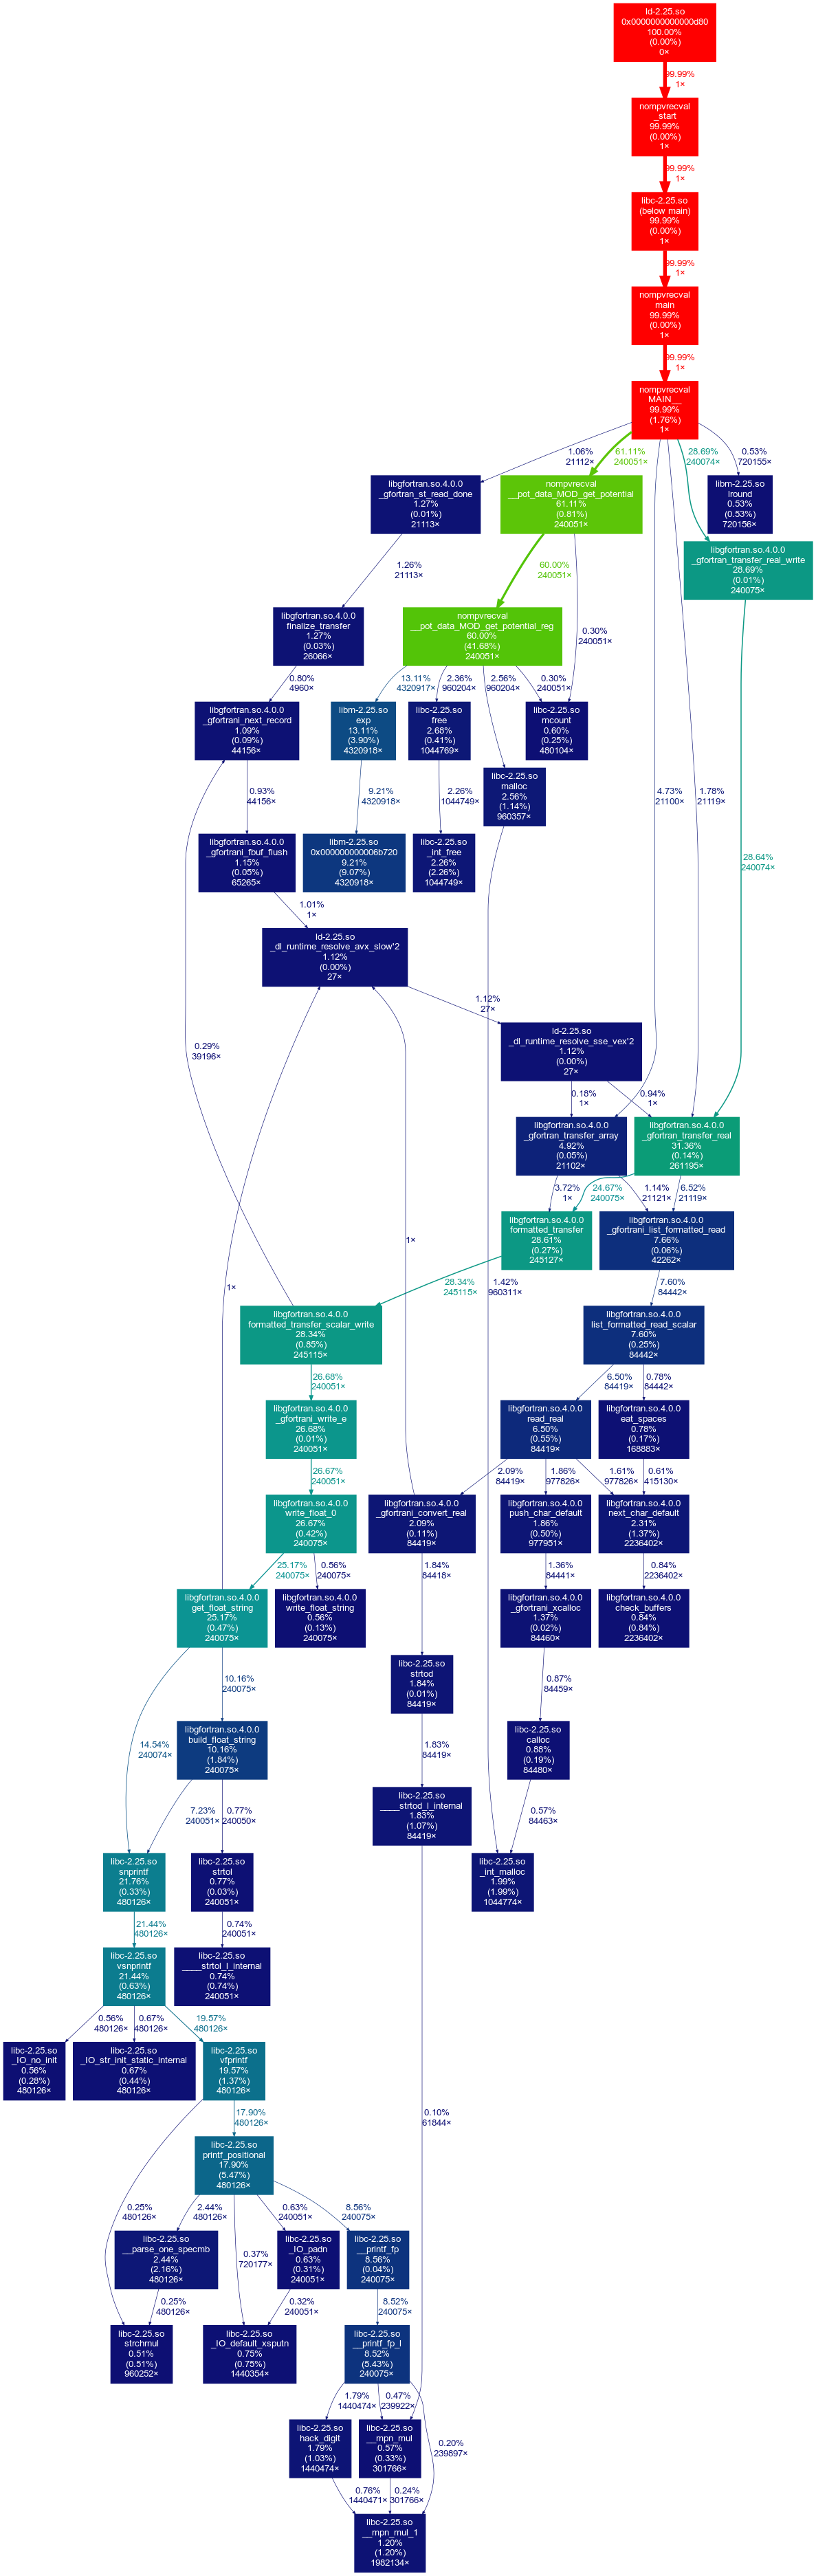 ld-2.25.so
0x0000000000000d80
100.00%
(0.00%)
0×
99.99%
1×
nompvrecval
_start
99.99%
(0.00%)
1×
99.99%
1×
libc-2.25.so
(below main)
99.99%
(0.00%)
1×
99.99%
1×
nompvrecval
main
99.99%
(0.00%)
1×
99.99%
1×
nompvrecval
MAIN__
99.99%
(1.76%)
1×
1.06%
21112×
61.11%
240051×
28.69%
240074×
0.53%
720155×
libgfortran.so.4.0.0
_gfortran_st_read_done
1.27%
(0.01%)
21113×
nompvrecval
__pot_data_MOD_get_potential
61.11%
(0.81%)
240051×
libm-2.25.so
lround
0.53%
(0.53%)
720156×
libgfortran.so.4.0.0
_gfortran_transfer_real_write
28.69%
(0.01%)
240075×
1.26%
21113×
60.00%
240051×
0.30%
240051×
libgfortran.so.4.0.0
finalize_transfer
1.27%
(0.03%)
26066×
nompvrecval
__pot_data_MOD_get_potential_reg
60.00%
(41.68%)
240051×
0.80%
4960×
13.11%
4320917×
2.36%
960204×
2.56%
960204×
0.30%
240051×
libgfortran.so.4.0.0
_gfortrani_next_record
1.09%
(0.09%)
44156×
libm-2.25.so
exp
13.11%
(3.90%)
4320918×
libc-2.25.so
free
2.68%
(0.41%)
1044769×
libc-2.25.so
mcount
0.60%
(0.25%)
480104×
libc-2.25.so
malloc
2.56%
(1.14%)
960357×
0.93%
44156×
9.21%
4320918×
2.26%
1044749×
4.73%
21100×
1.78%
21119×
libgfortran.so.4.0.0
_gfortrani_fbuf_flush
1.15%
(0.05%)
65265×
libm-2.25.so
0x000000000006b720
9.21%
(9.07%)
4320918×
libc-2.25.so
_int_free
2.26%
(2.26%)
1044749×
28.64%
240074×
1.01%
1×
ld-2.25.so
_dl_runtime_resolve_avx_slow'2
1.12%
(0.00%)
27×
1.12%
27×
0.29%
39196×
ld-2.25.so
_dl_runtime_resolve_sse_vex'2
1.12%
(0.00%)
27×
0.18%
1×
0.94%
1×
libgfortran.so.4.0.0
_gfortran_transfer_array
4.92%
(0.05%)
21102×
libgfortran.so.4.0.0
_gfortran_transfer_real
31.36%
(0.14%)
261195×
3.72%
1×
24.67%
240075×
1.14%
21121×
6.52%
21119×
libgfortran.so.4.0.0
formatted_transfer
28.61%
(0.27%)
245127×
libgfortran.so.4.0.0
_gfortrani_list_formatted_read
7.66%
(0.06%)
42262×
1×
1×
28.34%
245115×
1.42%
960311×
7.60%
84442×
libgfortran.so.4.0.0
formatted_transfer_scalar_write
28.34%
(0.85%)
245115×
libgfortran.so.4.0.0
list_formatted_read_scalar
7.60%
(0.25%)
84442×
26.68%
240051×
6.50%
84419×
0.78%
84442×
libgfortran.so.4.0.0
_gfortrani_write_e
26.68%
(0.01%)
240051×
libgfortran.so.4.0.0
read_real
6.50%
(0.55%)
84419×
libgfortran.so.4.0.0
eat_spaces
0.78%
(0.17%)
168883×
26.67%
240051×
2.09%
84419×
1.86%
977826×
1.61%
977826×
0.61%
415130×
libgfortran.so.4.0.0
write_float_0
26.67%
(0.42%)
240075×
libgfortran.so.4.0.0
_gfortrani_convert_real
2.09%
(0.11%)
84419×
libgfortran.so.4.0.0
push_char_default
1.86%
(0.50%)
977951×
libgfortran.so.4.0.0
next_char_default
2.31%
(1.37%)
2236402×
25.17%
240075×
0.56%
240075×
1.84%
84418×
1.36%
84441×
0.84%
2236402×
libgfortran.so.4.0.0
get_float_string
25.17%
(0.47%)
240075×
libgfortran.so.4.0.0
write_float_string
0.56%
(0.13%)
240075×
libgfortran.so.4.0.0
_gfortrani_xcalloc
1.37%
(0.02%)
84460×
libgfortran.so.4.0.0
check_buffers
0.84%
(0.84%)
2236402×
libc-2.25.so
strtod
1.84%
(0.01%)
84419×
10.16%
240075×
0.87%
84459×
14.54%
240074×
libgfortran.so.4.0.0
build_float_string
10.16%
(1.84%)
240075×
1.83%
84419×
libc-2.25.so
calloc
0.88%
(0.19%)
84480×
libc-2.25.so
____strtod_l_internal
1.83%
(1.07%)
84419×
7.23%
240051×
0.77%
240050×
0.57%
84463×
libc-2.25.so
snprintf
21.76%
(0.33%)
480126×
libc-2.25.so
strtol
0.77%
(0.03%)
240051×
libc-2.25.so
_int_malloc
1.99%
(1.99%)
1044774×
21.44%
480126×
0.74%
240051×
libc-2.25.so
vsnprintf
21.44%
(0.63%)
480126×
libc-2.25.so
____strtol_l_internal
0.74%
(0.74%)
240051×
0.56%
480126×
0.67%
480126×
19.57%
480126×
libc-2.25.so
_IO_no_init
0.56%
(0.28%)
480126×
libc-2.25.so
_IO_str_init_static_internal
0.67%
(0.44%)
480126×
libc-2.25.so
vfprintf
19.57%
(1.37%)
480126×
17.90%
480126×
0.10%
61844×
libc-2.25.so
printf_positional
17.90%
(5.47%)
480126×
0.25%
480126×
2.44%
480126×
0.37%
720177×
0.63%
240051×
8.56%
240075×
libc-2.25.so
__parse_one_specmb
2.44%
(2.16%)
480126×
libc-2.25.so
_IO_padn
0.63%
(0.31%)
240051×
libc-2.25.so
__printf_fp
8.56%
(0.04%)
240075×
0.25%
480126×
0.32%
240051×
8.52%
240075×
libc-2.25.so
strchrnul
0.51%
(0.51%)
960252×
libc-2.25.so
_IO_default_xsputn
0.75%
(0.75%)
1440354×
libc-2.25.so
__printf_fp_l
8.52%
(5.43%)
240075×
1.79%
1440474×
0.47%
239922×
0.20%
239897×
libc-2.25.so
hack_digit
1.79%
(1.03%)
1440474×
libc-2.25.so
__mpn_mul
0.57%
(0.33%)
301766×
0.76%
1440471×
0.24%
301766×
libc-2.25.so
__mpn_mul_1
1.20%
(1.20%)
1982134×